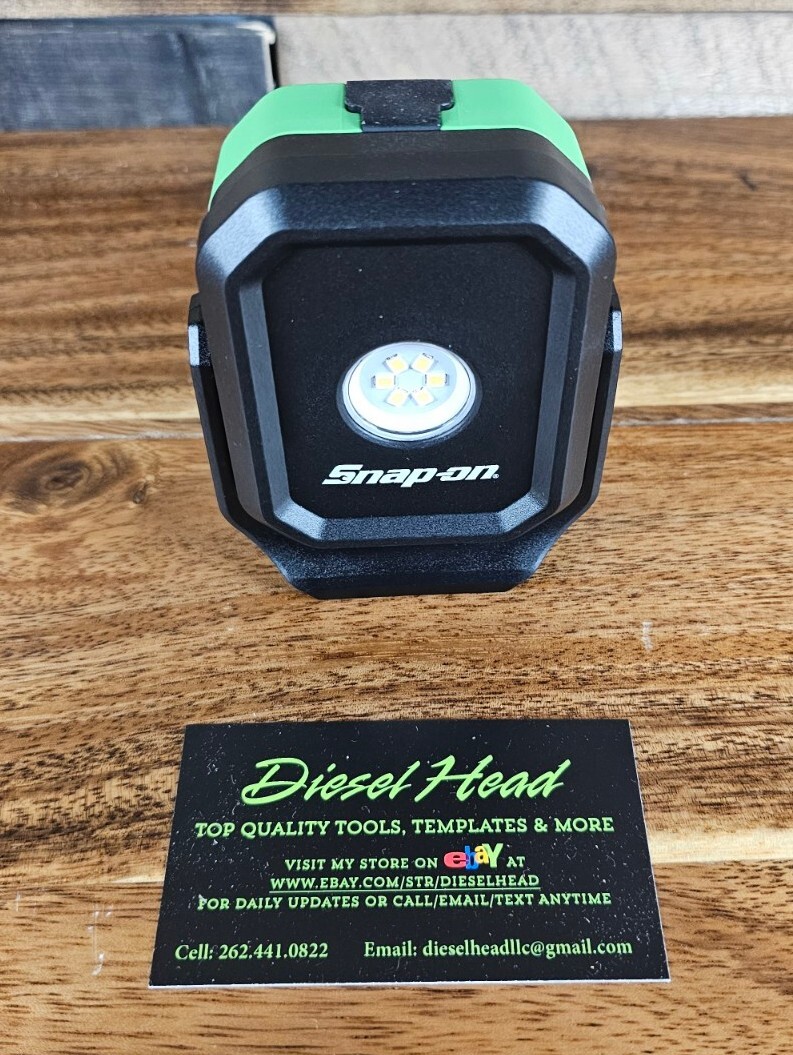 Snap-on®
Diesel Head
TOP QUALITY TOOLS, TEMPLATES & MORE
VISIT MY STORE ON ebaY AT
WWW.EBAY.COM/STR/DIESELHEAD
FOR DAILY UPDATES OR CALL/EMAIL/TEXT ANYTIME
Cell: 262.441.0822 Email: dieselheadllc@gmail.com